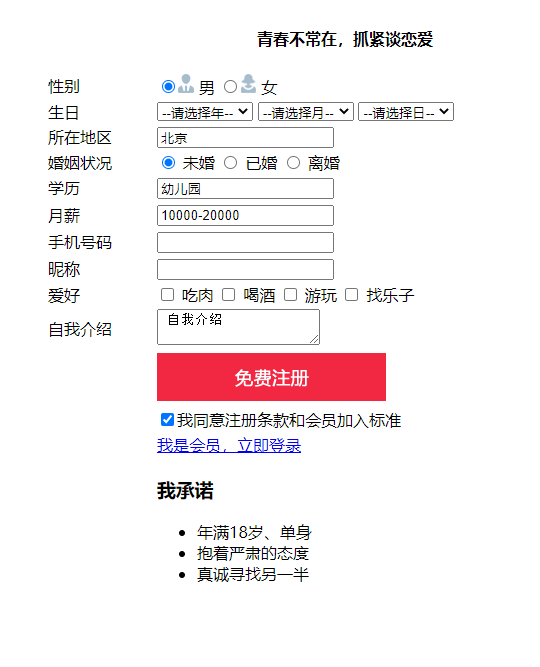 青春不常在，抓紧谈恋爱
性别 男 女
生日 --请选择年-- --请选择月-- --请选择日--
所在地区 北京
婚姻状况 未婚 已婚 离婚
学历 幼儿园
月薪 10000-20000
手机号码
昵称
爱好 吃肉 喝酒 游玩 找乐子
自我介绍 自我介绍
免费注册
我同意注册条款和会员加入标准
我是会员，立即登录
我承诺
年满18岁、单身
抱着严肃的态度
真诚寻找另一半